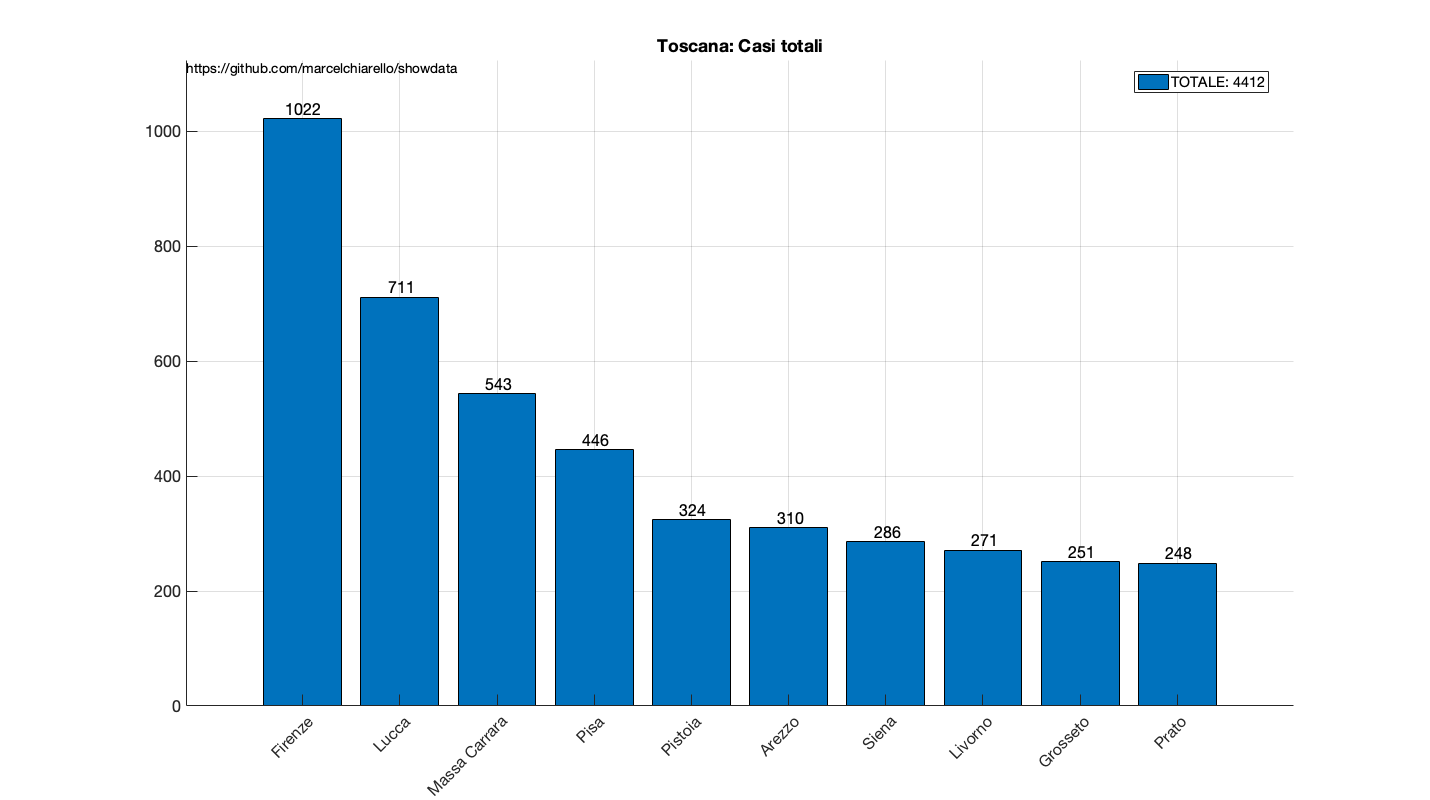 Toscana: Casi totali
https://github.com/marcelchiarello/showdata
TOTALE: 4412
1022
711
543
446
324
310
286
271
251
248
1000
800
600
400
200
0
Firenze
Lucca
Massa Carrara
Pisa
Pistoia
Arezzo
Siena
Livorno
Grosseto
Prato